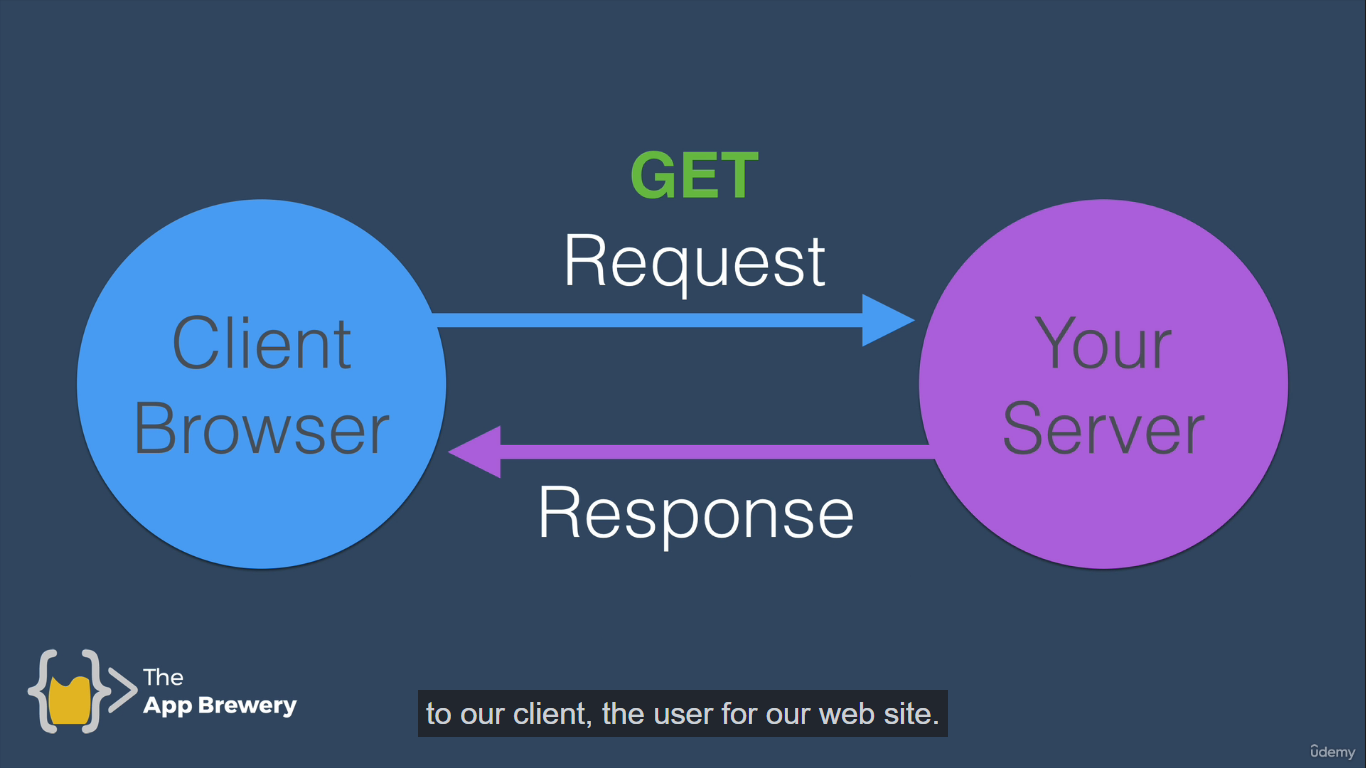 GET
Request
Client
Browser
Your
Server
Response
The
App Brewery
to our client, the user for our web site.
ûdemy